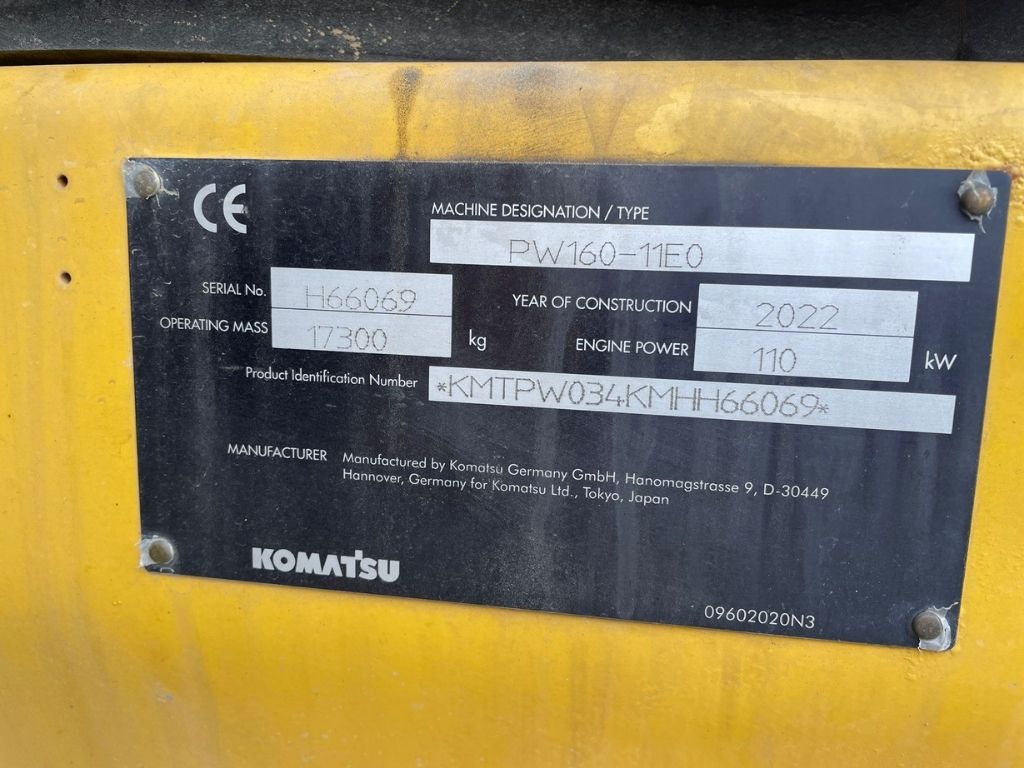 CE
MACHINE DESIGNATION / TYPE
PW160-11E0
SERIAL No. H66069
YEAR OF CONSTRUCTION 2022
OPERATING MASS 17300 kg
ENGINE POWER 110 kW
Product Identification Number *KMTPW034KMHH66069*
MANUFACTURER Manufactured by Komatsu Germany GmbH, Hanomagstrasse 9, D-30449
Hannover, Germany for Komatsu Ltd., Tokyo, Japan
KOMATSU
09602020N3